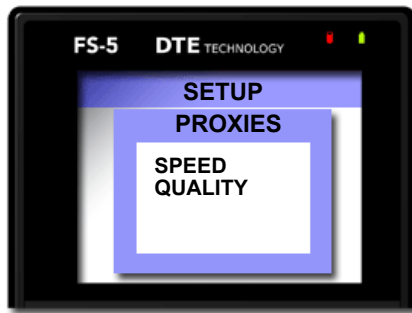 FS-5 DTE TECHNOLOGY
SETUP
PROXIES
SPEED
QUALITY